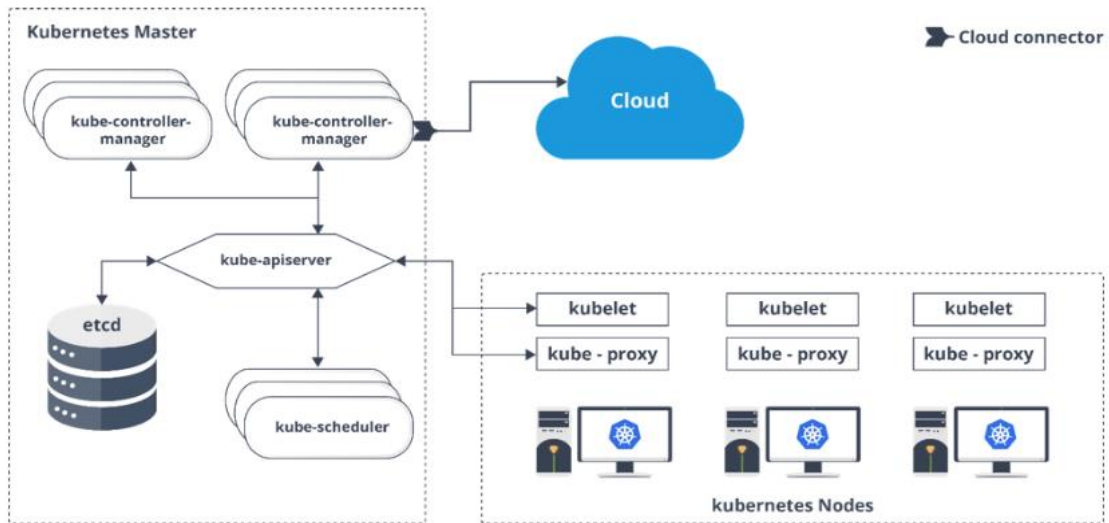 Kubernetes Master
Cloud connector
kube-controller-
manager
kube-controller-
manager
Cloud
kube-apiserver
etcd
kube-scheduler
kubelet
kubelet
kubelet
kube - proxy
kube - proxy
kube - proxy
kubernetes Nodes